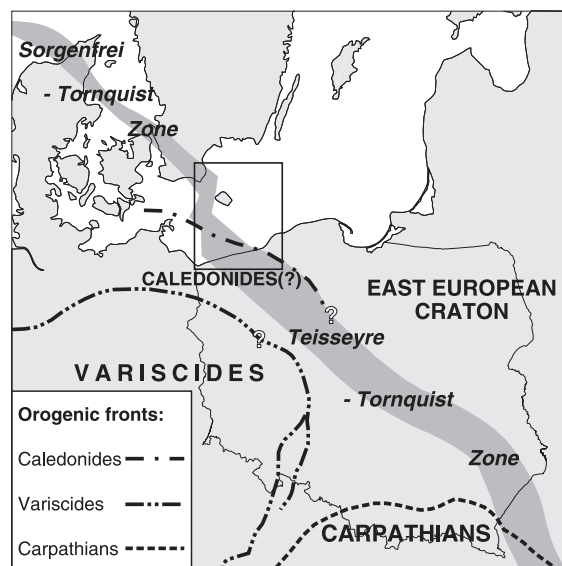 Sorgenfrei
- Tornquist
Zone
CALEDONIDES(?)
EAST EUROPEAN
CRATON
?
?
Teisseyre
VARISCIDES
- Tornquist
Zone
CARPATHIANS
Orogenic fronts:
Caledonides
Variscides
Carpathians